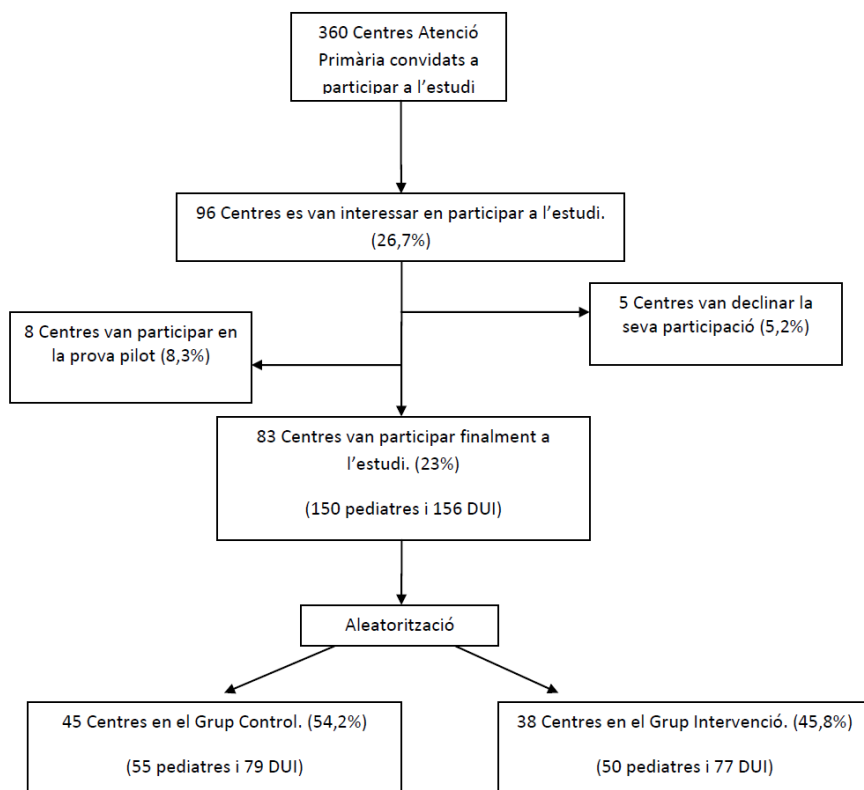 360 Centres Atenció
Primària convidats a
participar a l’estudi
96 Centres es van interessar en participar a l’estudi.
(26,7%)
5 Centres van declinar la
seva participació (5,2%)
8 Centres van participar en
la prova pilot (8,3%)
83 Centres van participar finalment a
l’estudi. (23%)
(150 pediatres i 156 DUI)
Aleatorització
45 Centres en el Grup Control. (54,2%)
(55 pediatres i 79 DUI)
38 Centres en el Grup Intervenció. (45,8%)
(50 pediatres i 77 DUI)